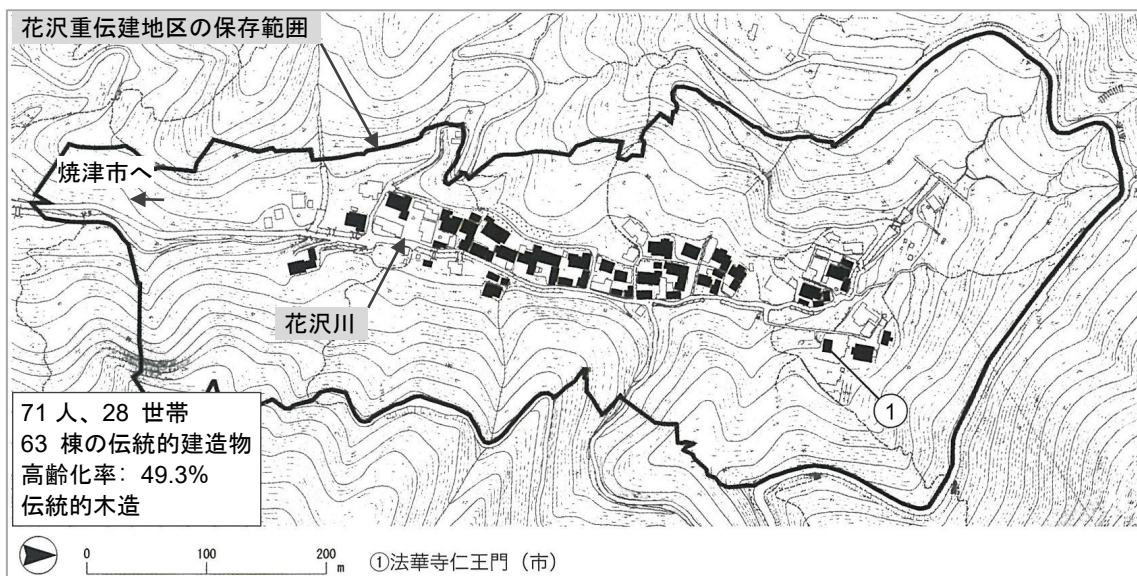 花沢重伝建地区の保存範囲
焼津市へ
花沢川
①
71 人、28 世帯
63 棟の伝統的建造物
高齢化率: 49.3%
伝統的木造
0 100 200 m
①法華寺仁王門（市）